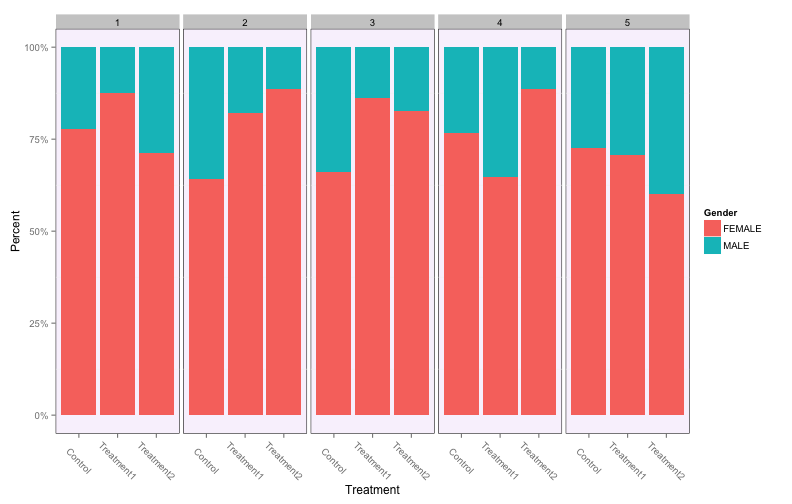 1 2 3 4 5
100%
75%
50%
25%
0%
Percent
Control Treatment1 Treatment2 Control Treatment1 Treatment2 Control Treatment1 Treatment2 Control Treatment1 Treatment2 Control Treatment1 Treatment2
Treatment
Gender
FEMALE
MALE